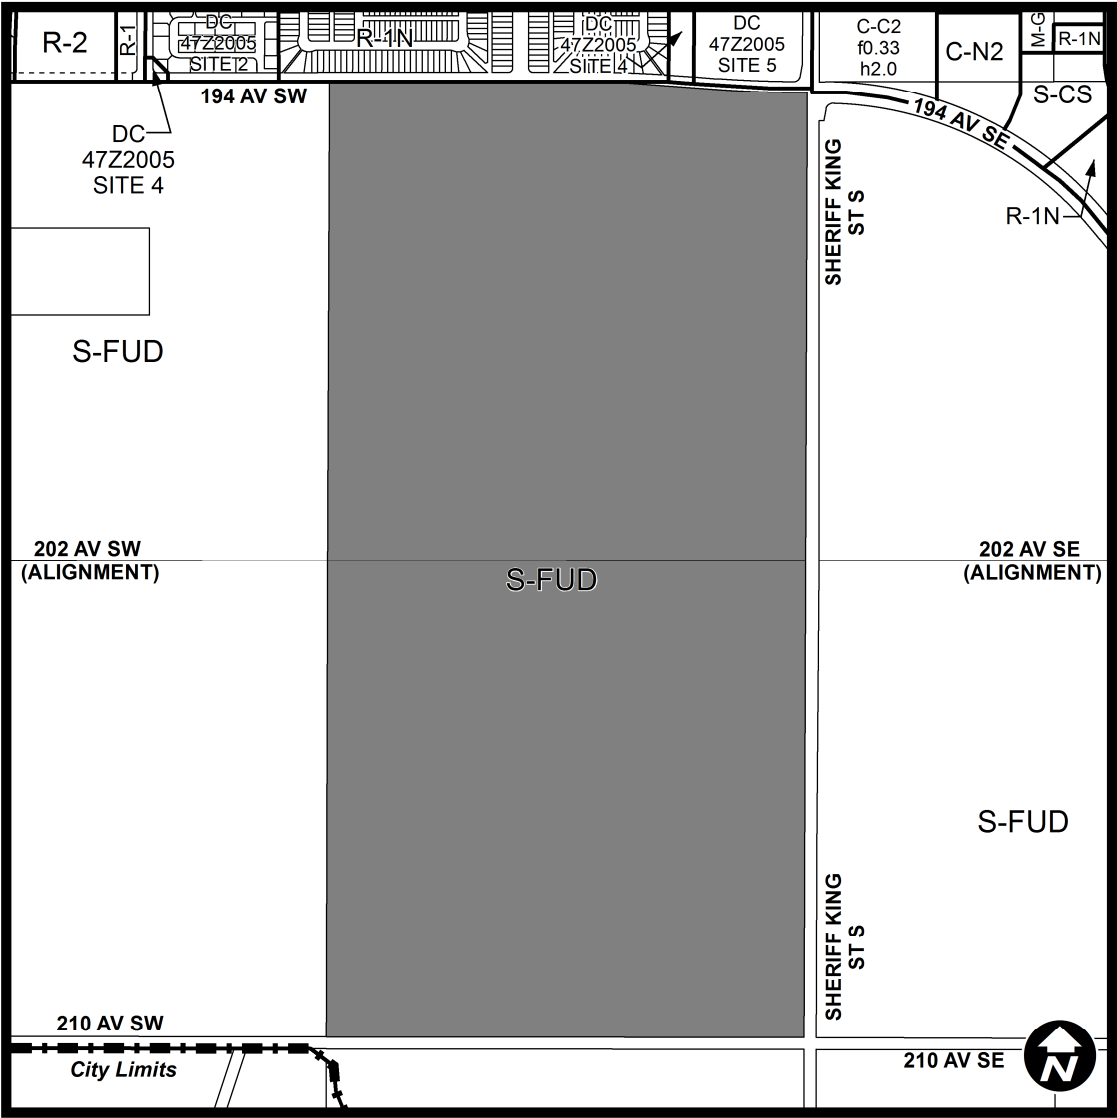 R-2
R-1
DC
47Z2005
SITE 2
R-1N
DC
47Z2005
SITE 4
DC
47Z2005
SITE 5
C-C2
f0.33
h2.0
C-N2
M-G
R-1N
S-CS
194 AV SW
194 AV SE
DC
47Z2005
SITE 4
SHERIFF KING
ST S
R-1N
S-FUD
202 AV SW
(ALIGNMENT)
S-FUD
202 AV SE
(ALIGNMENT)
S-FUD
SHERIFF KING
ST S
210 AV SW
City Limits
210 AV SE
N